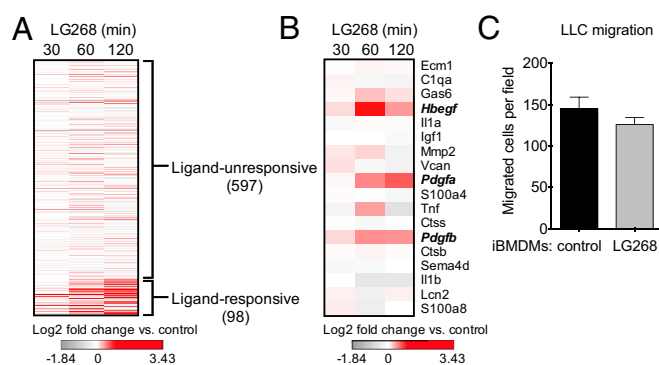 A
LG268 (min)
30 60 120
Ligand-unresponsive
(597)
Ligand-responsive
(98)
Log2 fold change vs. control
-1.84 0 3.43
B
LG268 (min)
30 60 120
Ecm1
C1qa
Gas6
Hbegf
Il1a
Igf1
Mmp2
Vcan
Pdgfa
S100a4
Tnf
Ctss
Pdgfb
Ctsb
Sema4d
Il1b
Lcn2
S100a8
Log2 fold change vs. control
-1.84 0 3.43
C
LLC migration
Migrated cells per field
200
150
100
50
0
iBMDMs: control LG268